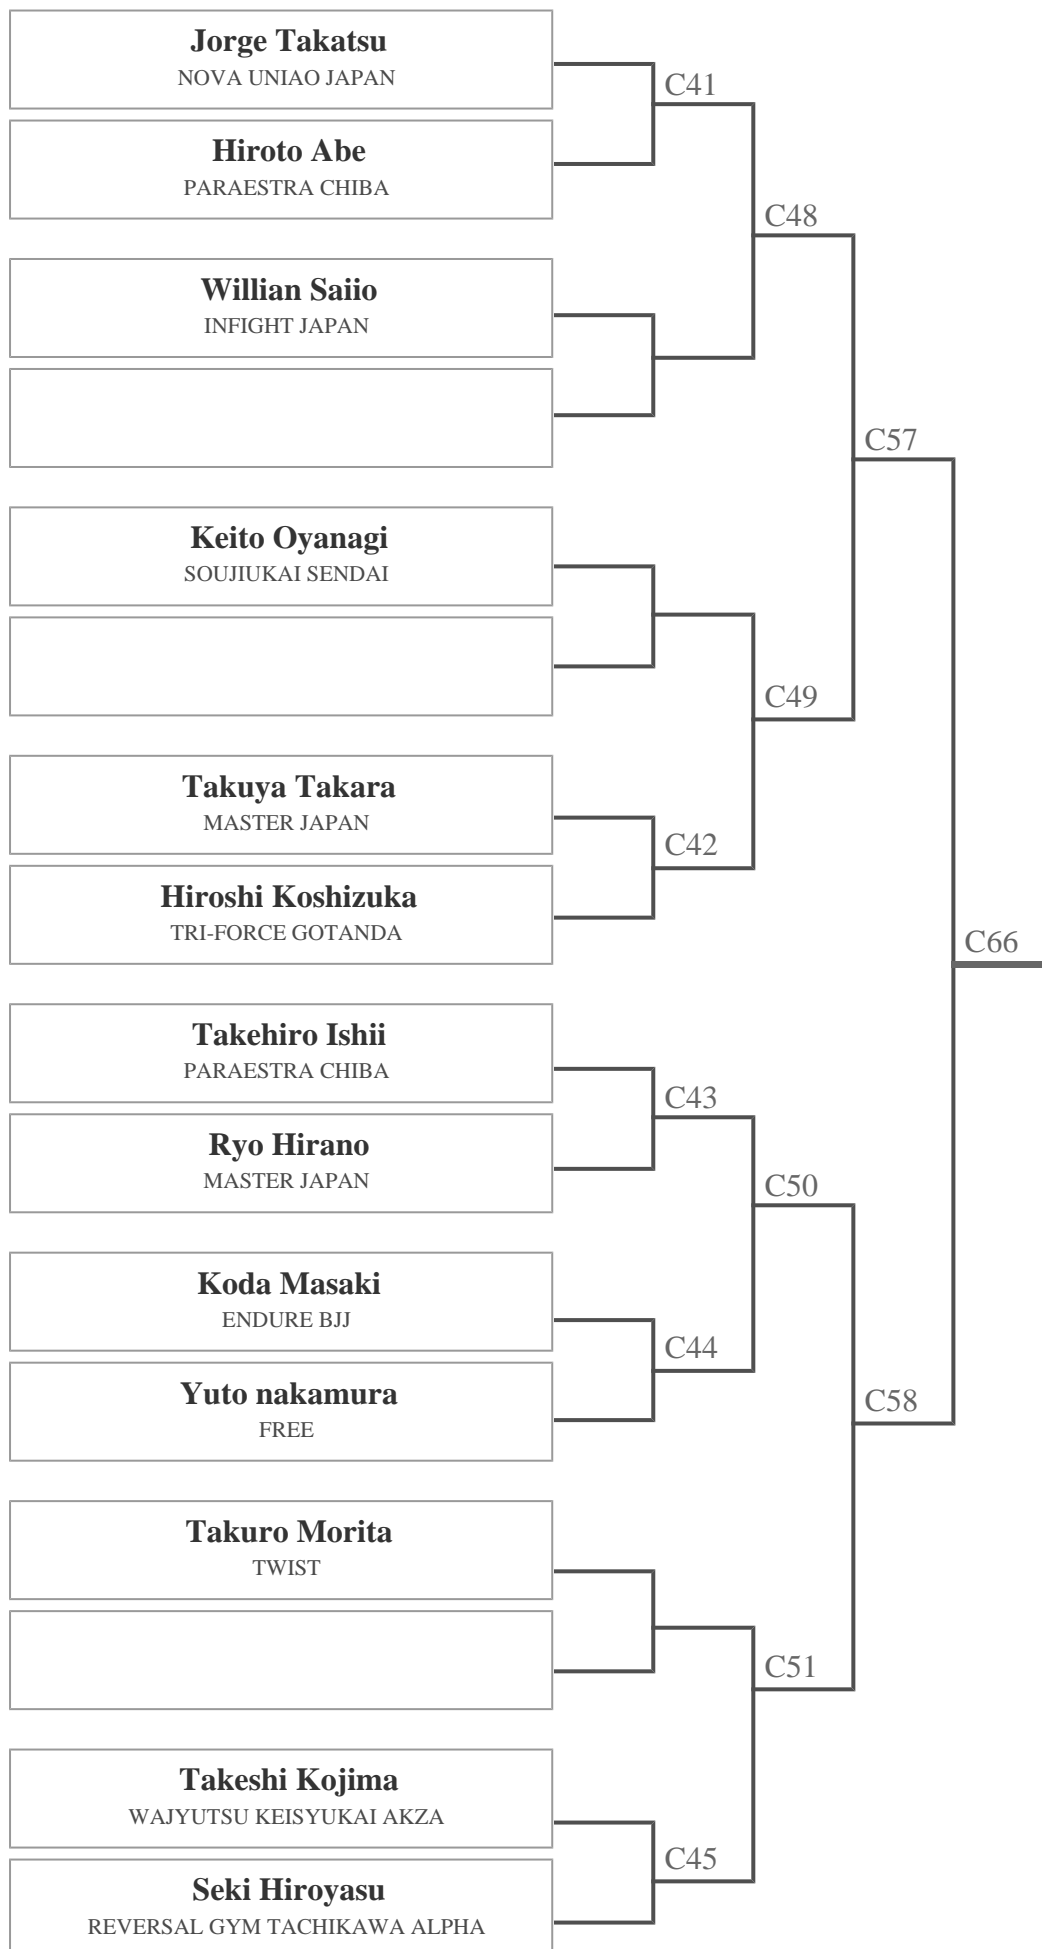 Jorge Takatsu
NOVA UNIAO JAPAN
C41
Hiroto Abe
PARAESTRA CHIBA
C48
Willian Saiio
INFIGHT JAPAN
C57
Keito Oyanagi
SOUJIUKAI SENDAI
C49
Takuya Takara
MASTER JAPAN
C42
Hiroshi Koshizuka
TRI-FORCE GOTANDA
C66
Takehiro Ishii
PARAESTRA CHIBA
C43
Ryo Hirano
MASTER JAPAN
C50
Koda Masaki
ENDURE BJJ
C44
Yuto nakamura
FREE
C58
Takuro Morita
TWIST
C51
Takeshi Kojima
WAJYUTSU KEISYUKAI AKZA
C45
Seki Hiroyasu
REVERSAL GYM TACHIKAWA ALPHA